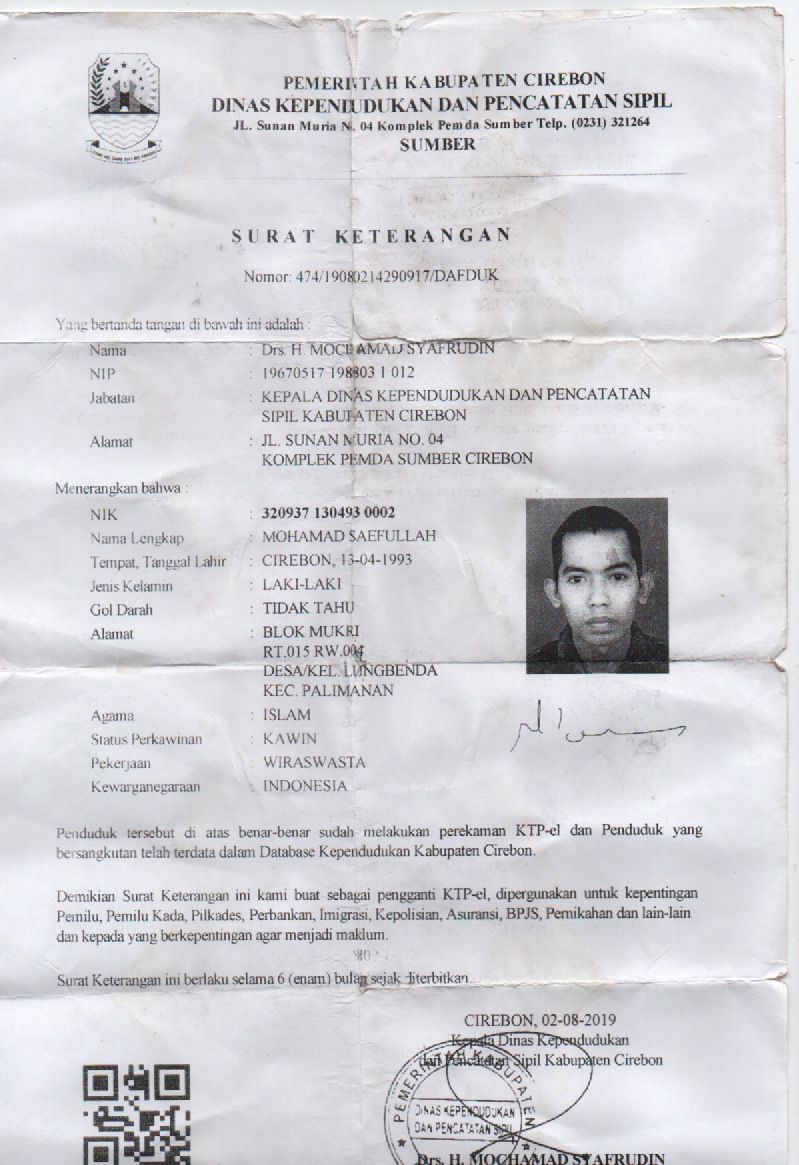 PEMERINTAH KABUPATEN CIREBON
DINAS KEPENDUDUKAN DAN PENCATATAN SIPIL
JL. Sunan Muria N. 04 Komplek Pemda Sumber Telp. (0231) 321264
SUMBER
SURAT KETERANGAN
Nomor: 474/19080214290917/DAFDUK
Yang bertanda tangan di bawah ini adalah :
Nama : Drs. H. MOCHAMAD SYAFRUDIN
NIP : 19670517 198803 1 012
Jabatan : KEPALA DINAS KEPENDUDUKAN DAN PENCATATAN
SIPIL KABUPATEN CIREBON
Alamat : JL. SUNAN MURIA NO. 04
KOMPLEK PEMDA SUMBER CIREBON
Menerangkan bahwa :
NIK : 320937 130493 0002
Nama Lengkap : MOHAMAD SAEFULLAH
Tempat, Tanggal Lahir : CIREBON, 13-04-1993
Jenis Kelamin : LAKI-LAKI
Gol Darah : TIDAK TAHU
Alamat : BLOK MUKRI
RT.015 RW.004
DESA/KEL. LUNGBENDA
KEC. PALIMANAN
Agama : ISLAM
Status Perkawinan : KAWIN
Pekerjaan : WIRASWASTA
Kewarganegaraan : INDONESIA
Penduduk tersebut di atas benar-benar sudah melakukan perekaman KTP-el dan Penduduk yang
bersangkutan telah terdata dalam Database Kependudukan Kabupaten Cirebon.
Demikian Surat Keterangan ini kami buat sebagai pengganti KTP-el, dipergunakan untuk kepentingan
Pemilu, Pemilu Kada, Pilkades, Perbankan, Imigrasi, Kepolisian, Asuransi, BPJS, Pernikahan dan lain-lain
dan kepada yang berkepentingan agar menjadi maklum.
Surat Keterangan ini berlaku selama 6 (enam) bulan sejak diterbitkan.
CIREBON, 02-08-2019
Kepala Dinas Kependudukan
dan Pencatatan Sipil Kabupaten Cirebon
PEMERINTAH KABUPATEN
DINAS KEPENDUDUKAN
DAN PENCATATAN SIPIL
Drs. H. MOCHAMAD SYAFRUDIN